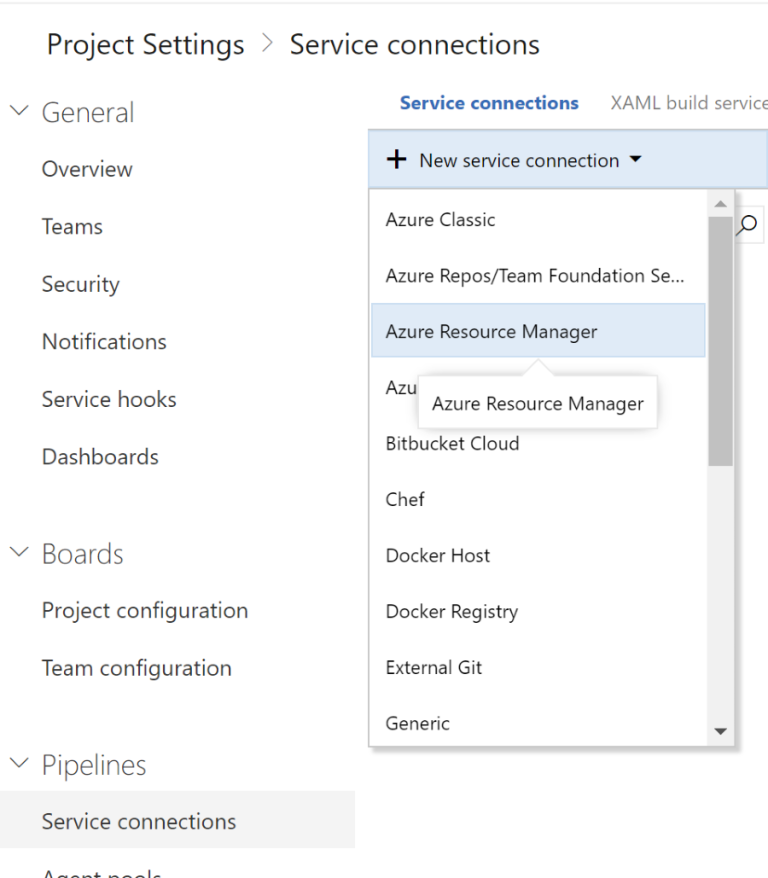 Project Settings > Service connections
General
Overview
Teams
Security
Notifications
Service hooks
Dashboards
Boards
Project configuration
Team configuration
Pipelines
Service connections
Agent pools
Service connections XAML build service
+ New service connection
Azure Classic
Azure Repos/Team Foundation Se...
Azure Resource Manager
Azu
Azure Resource Manager
Bitbucket Cloud
Chef
Docker Host
Docker Registry
External Git
Generic